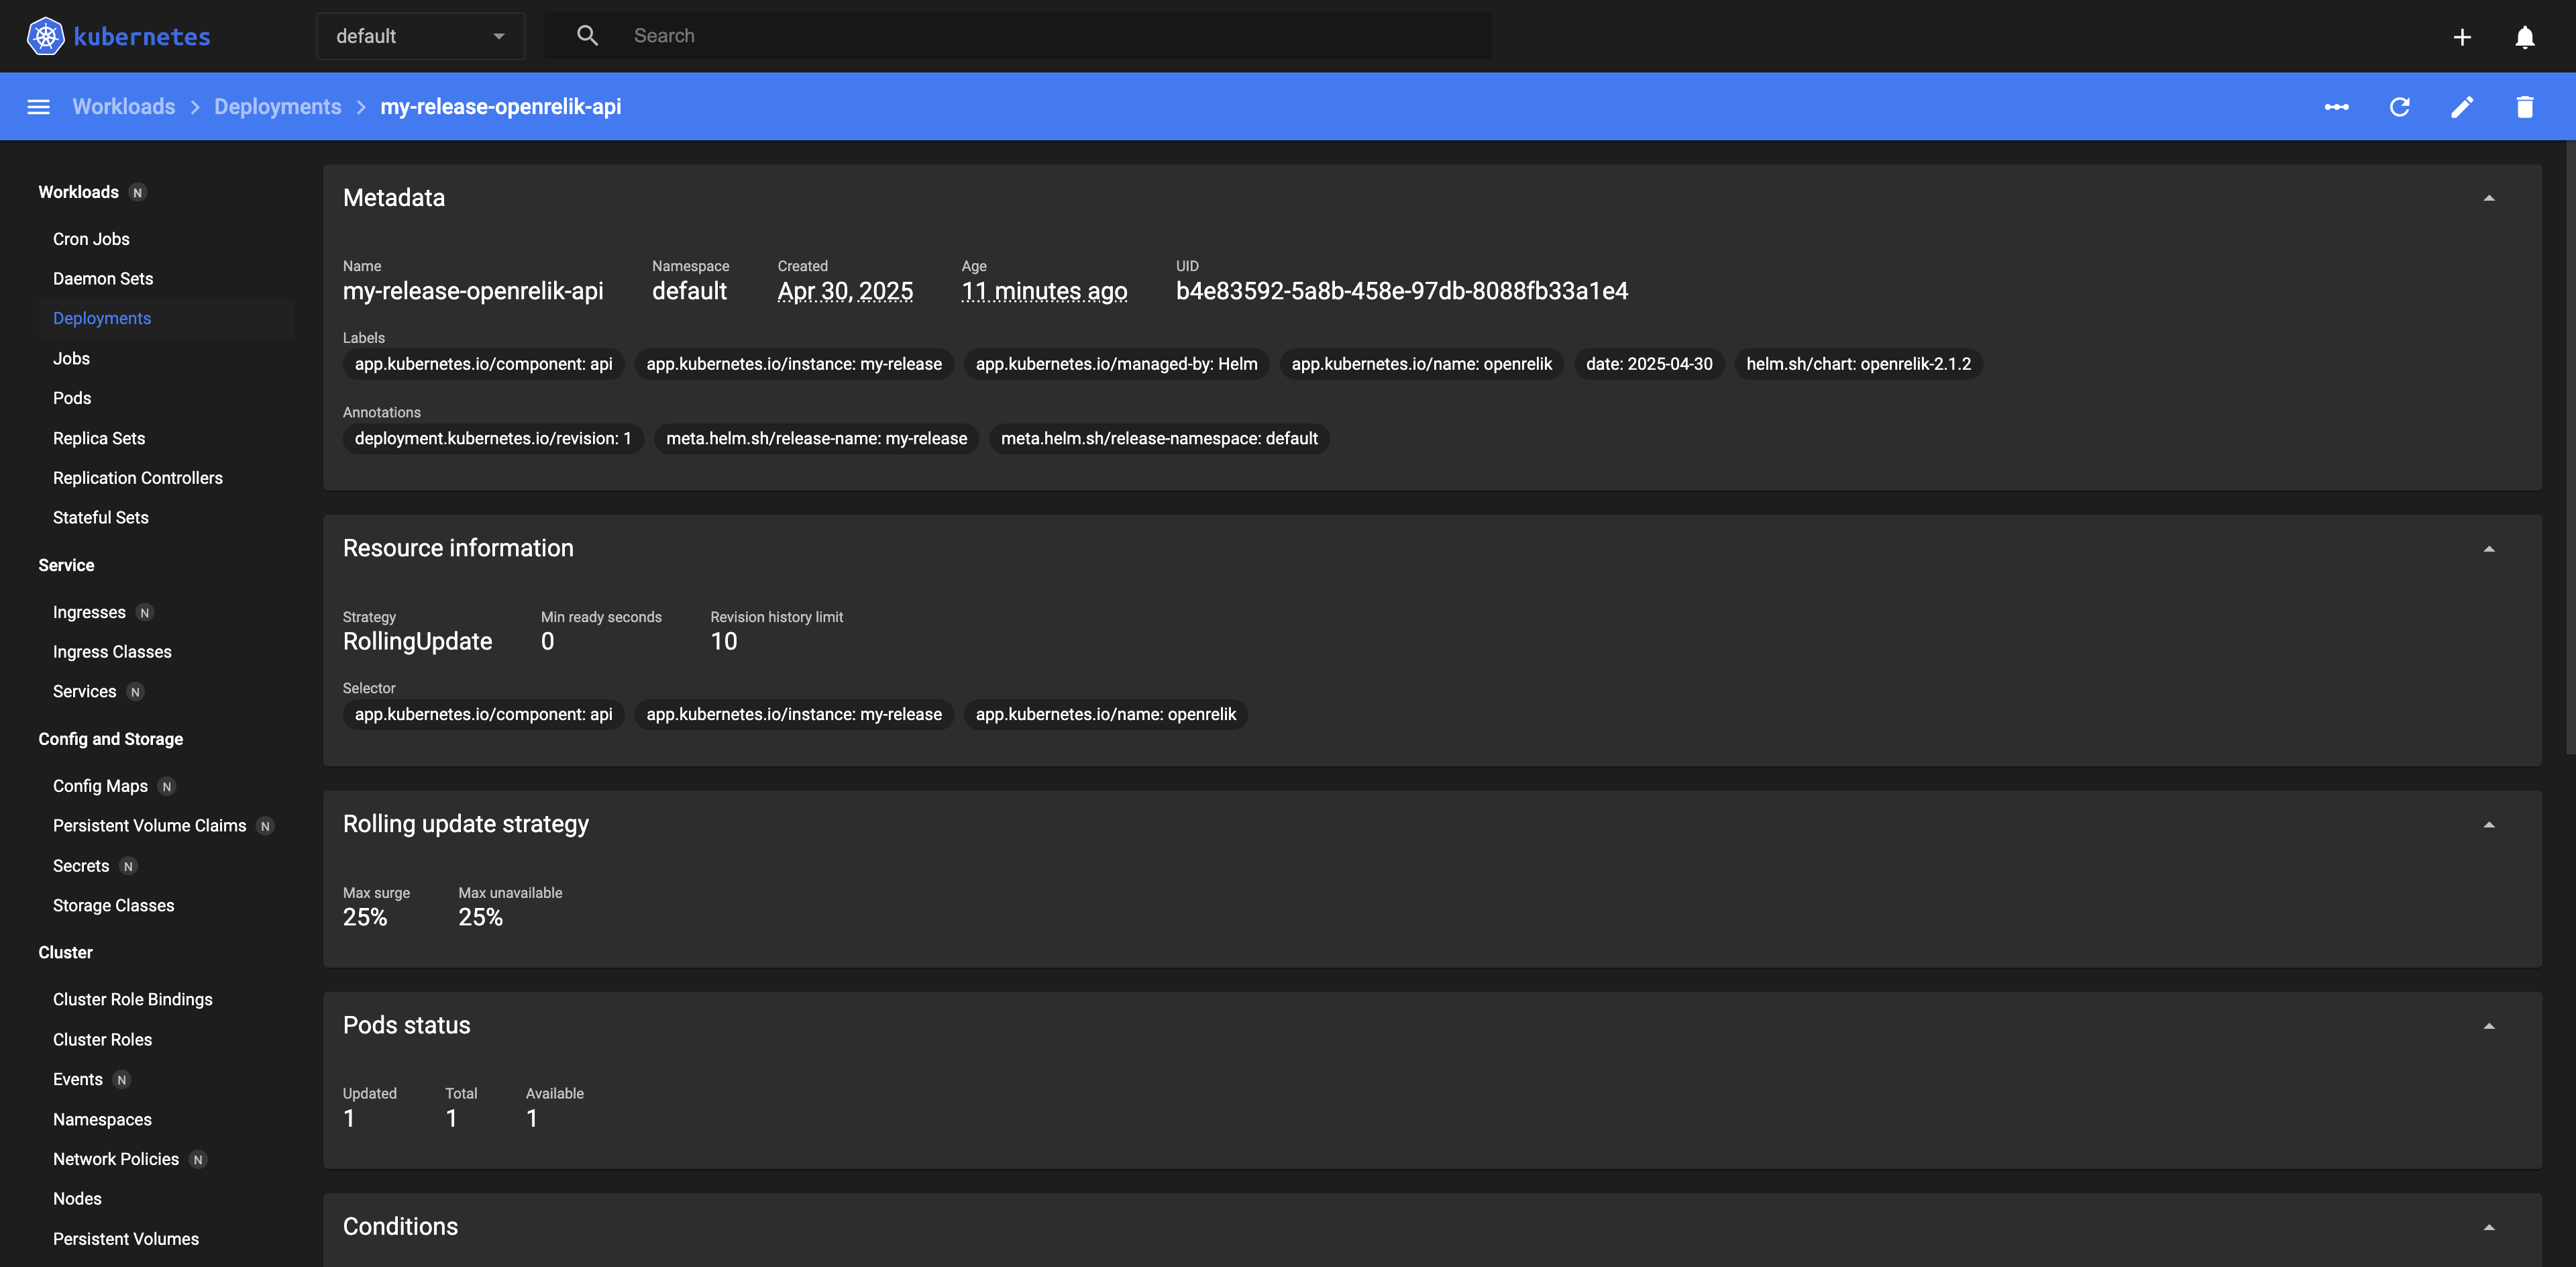 kubernetes
default
Search
Workloads > Deployments > my-release-openrelik-api
Workloads N
Cron Jobs
Daemon Sets
Deployments
Jobs
Pods
Replica Sets
Replication Controllers
Stateful Sets
Service
Ingresses N
Ingress Classes
Services N
Config and Storage
Config Maps N
Persistent Volume Claims N
Secrets N
Storage Classes
Cluster
Cluster Role Bindings
Cluster Roles
Events N
Namespaces
Network Policies N
Nodes
Persistent Volumes
Metadata
Name Namespace Created Age UID
my-release-openrelik-api default Apr 30, 2025 11 minutes ago b4e83592-5a8b-458e-97db-8088fb33a1e4
Labels
app.kubernetes.io/component: api app.kubernetes.io/instance: my-release app.kubernetes.io/managed-by: Helm app.kubernetes.io/name: openrelik date: 2025-04-30 helm.sh/chart: openrelik-2.1.2
Annotations
deployment.kubernetes.io/revision: 1 meta.helm.sh/release-name: my-release meta.helm.sh/release-namespace: default
Resource information
Strategy Min ready seconds Revision history limit
RollingUpdate 0 10
Selector
app.kubernetes.io/component: api app.kubernetes.io/instance: my-release app.kubernetes.io/name: openrelik
Rolling update strategy
Max surge Max unavailable
25% 25%
Pods status
Updated Total Available
1 1 1
Conditions